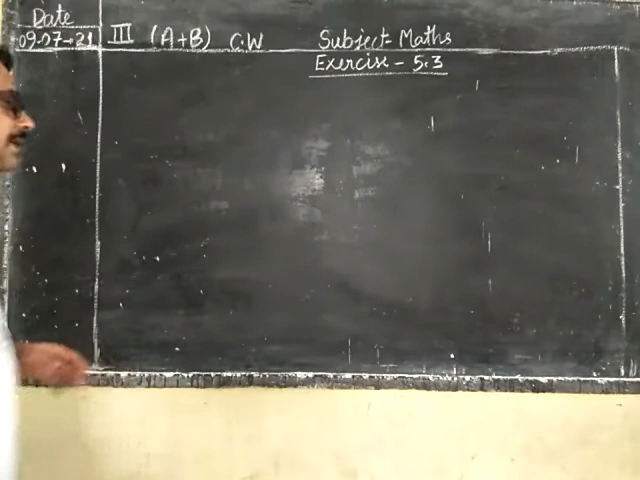 Date
09-07-21
III (A+B) C.W Subject- Maths
Exercise - 5.3